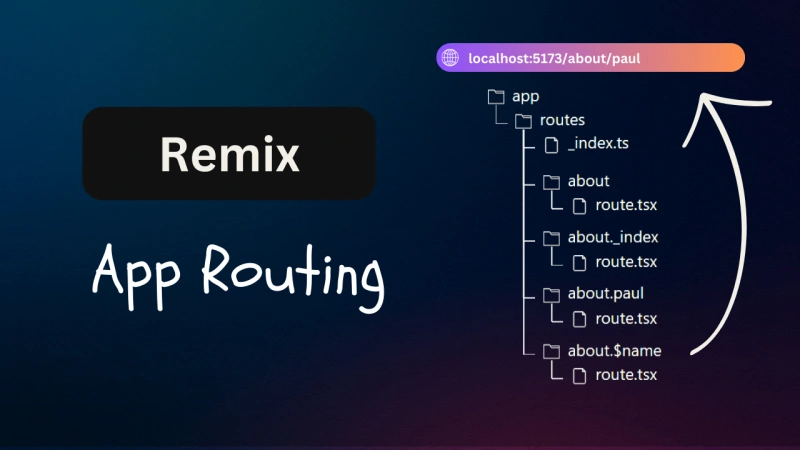 Remix
App Routing
localhost:5173/about/paul
app
routes
_index.ts
about
route.tsx
about._index
route.tsx
about.paul
route.tsx
about.$name
route.tsx